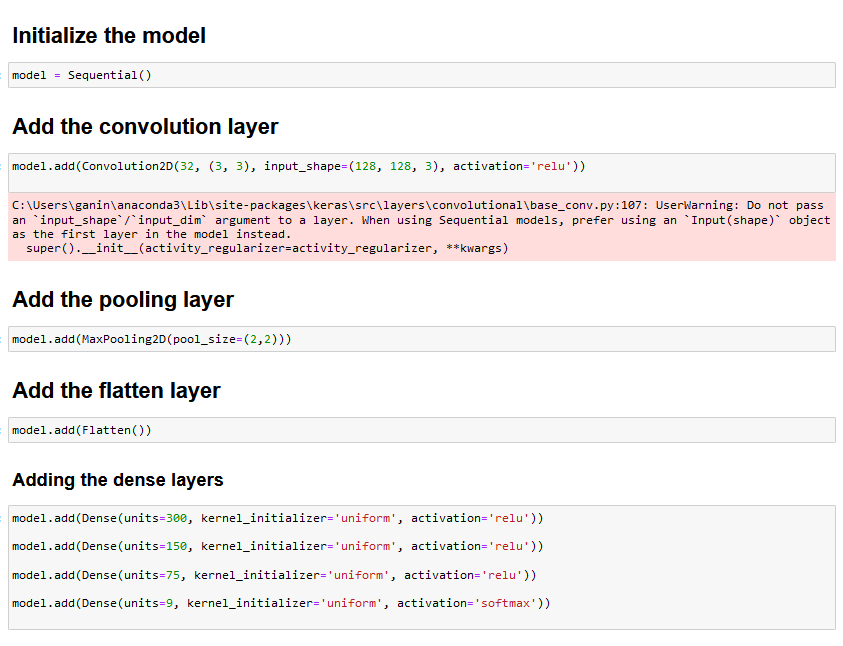 Initialize the model
model = Sequential()
Add the convolution layer
model.add(Convolution2D(32, (3, 3), input_shape=(128, 128, 3), activation='relu'))
C:\Users\ganin\anaconda3\Lib\site-packages\keras\src\layers\convolutional\base_conv.py:107: UserWarning: Do not pass
an `input_shape`/`input_dim` argument to a layer. When using Sequential models, prefer using an `Input(shape)` object
as the first layer in the model instead.
super().__init__(activity_regularizer=activity_regularizer, **kwargs)
Add the pooling layer
model.add(MaxPooling2D(pool_size=(2,2)))
Add the flatten layer
model.add(Flatten())
Adding the dense layers
model.add(Dense(units=300, kernel_initializer='uniform', activation='relu'))
model.add(Dense(units=150, kernel_initializer='uniform', activation='relu'))
model.add(Dense(units=75, kernel_initializer='uniform', activation='relu'))
model.add(Dense(units=9, kernel_initializer='uniform', activation='softmax'))